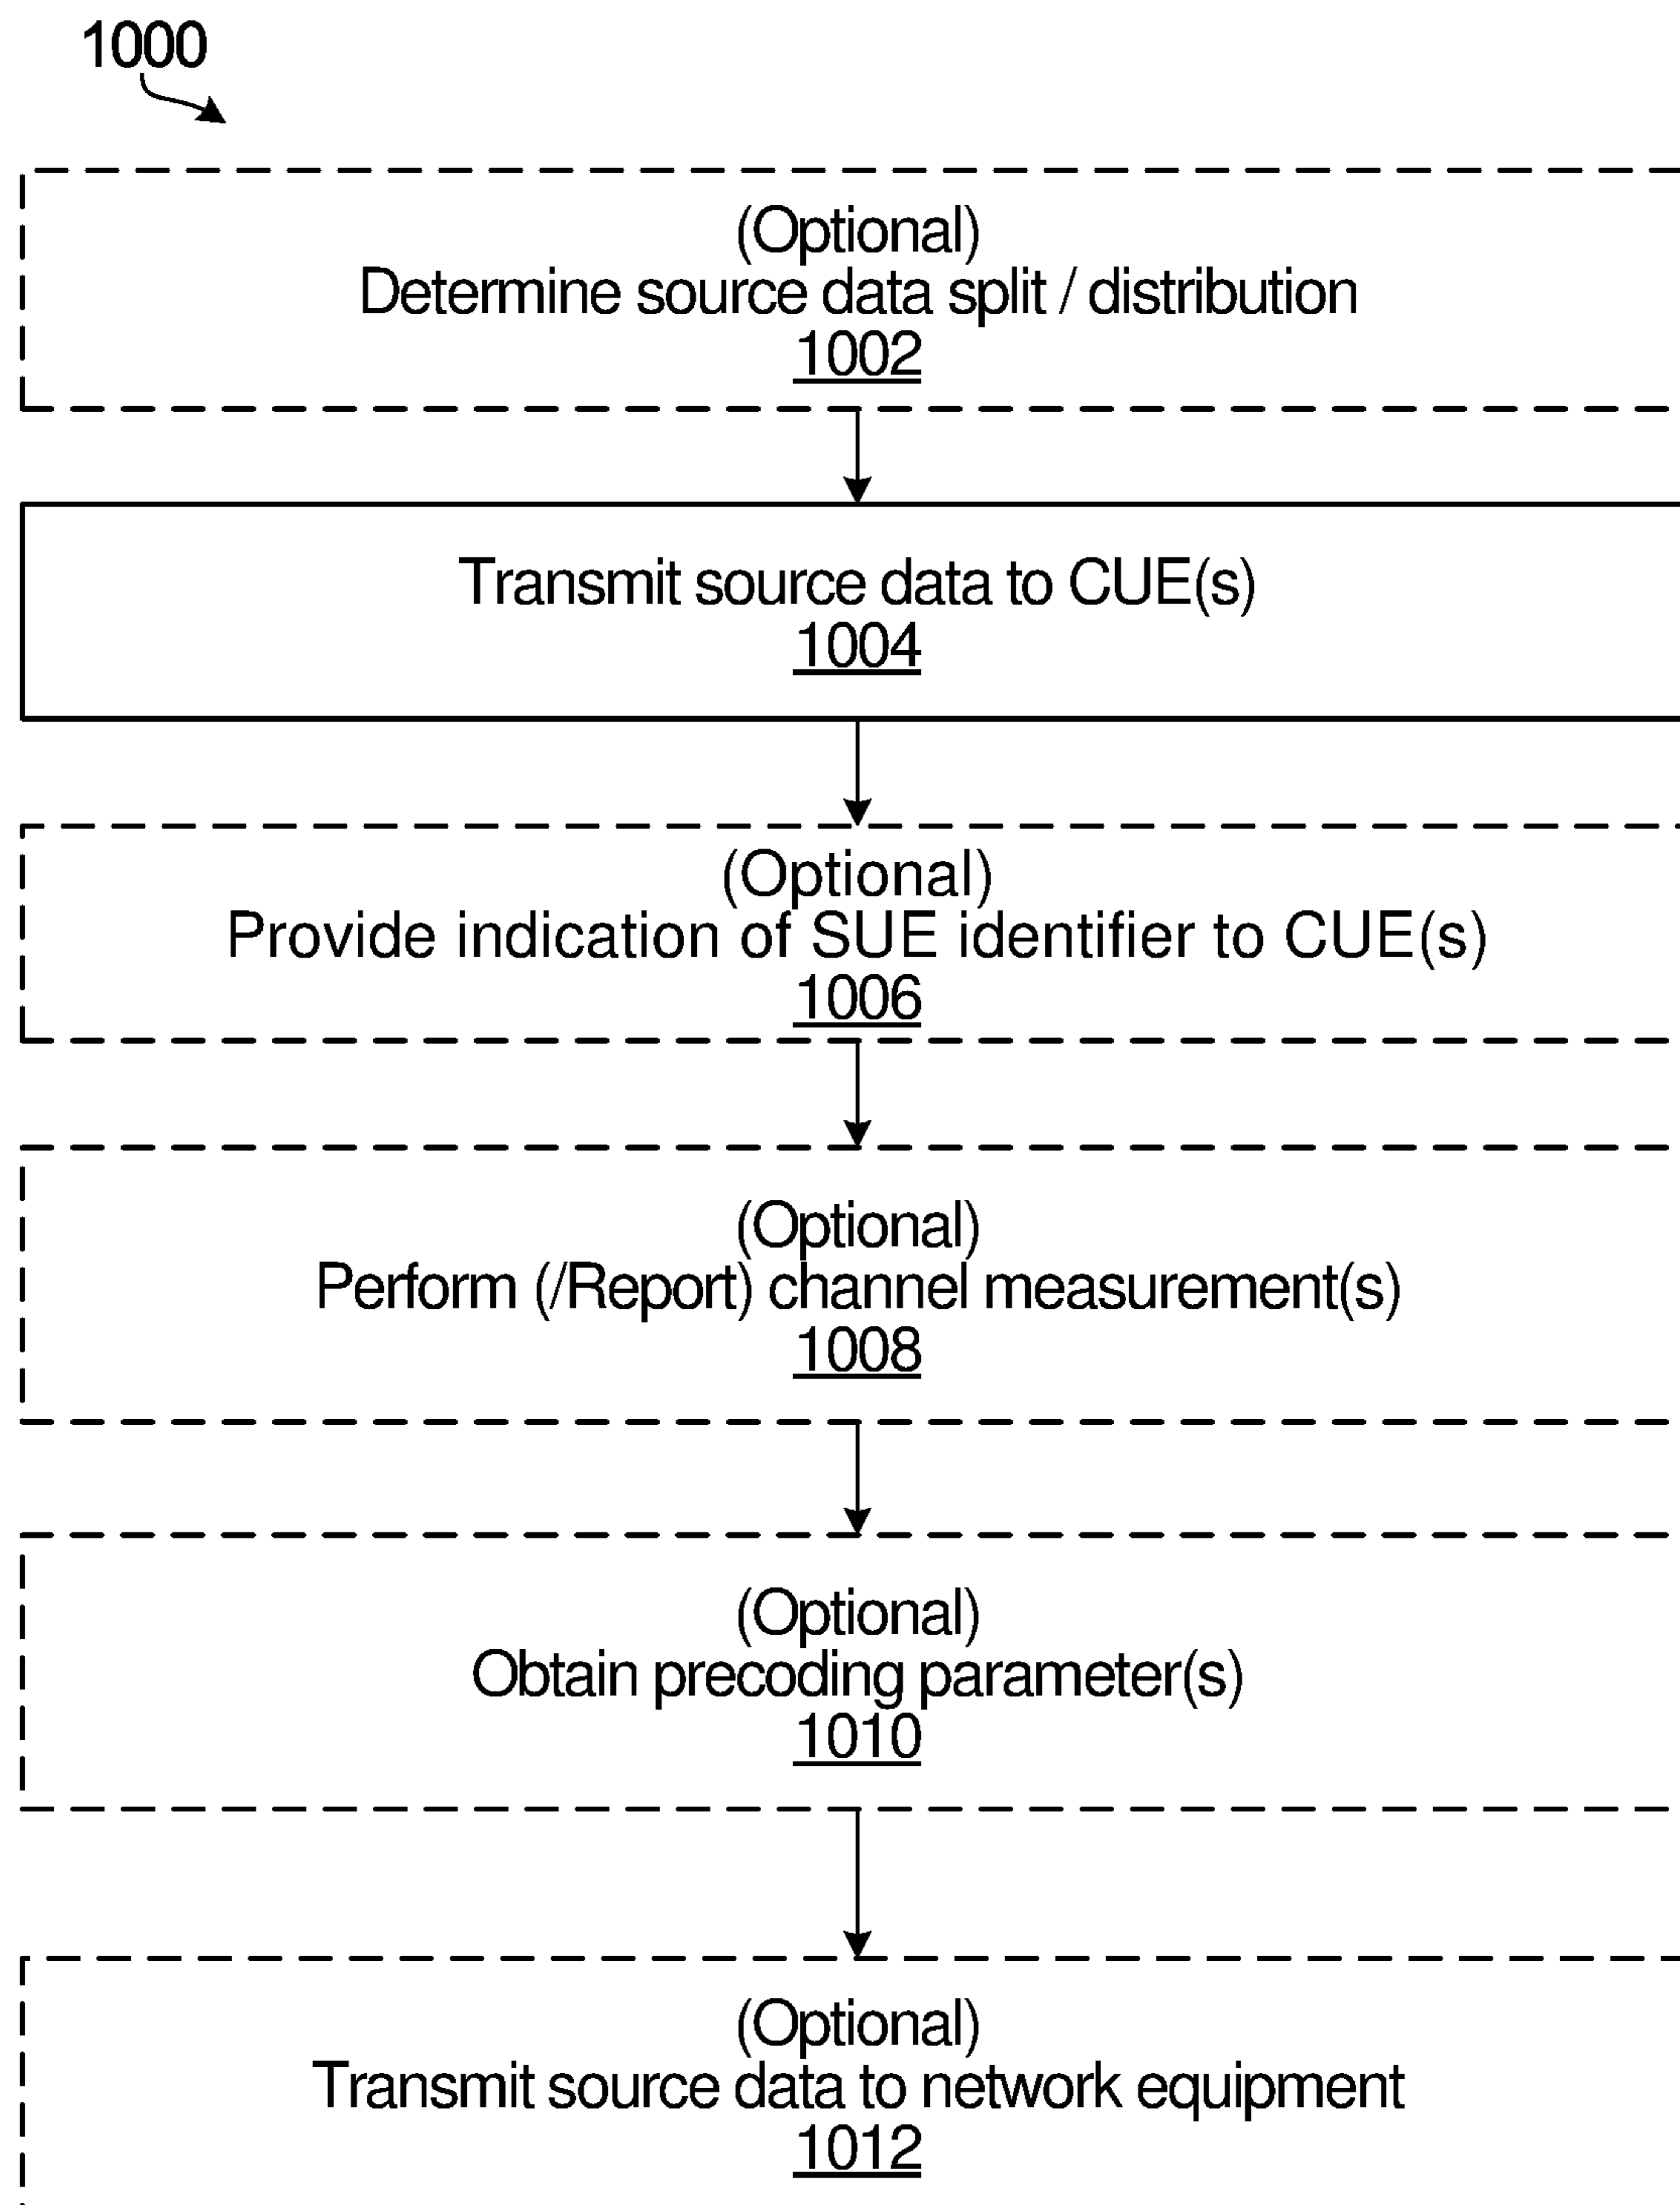 1000
(Optional)
Determine source data split / distribution
1002
Transmit source data to CUE(s)
1004
(Optional)
Provide indication of SUE identifier to CUE(s)
1006
(Optional)
Perform (/Report) channel measurement(s)
1008
(Optional)
Obtain precoding parameter(s)
1010
(Optional)
Transmit source data to network equipment
1012